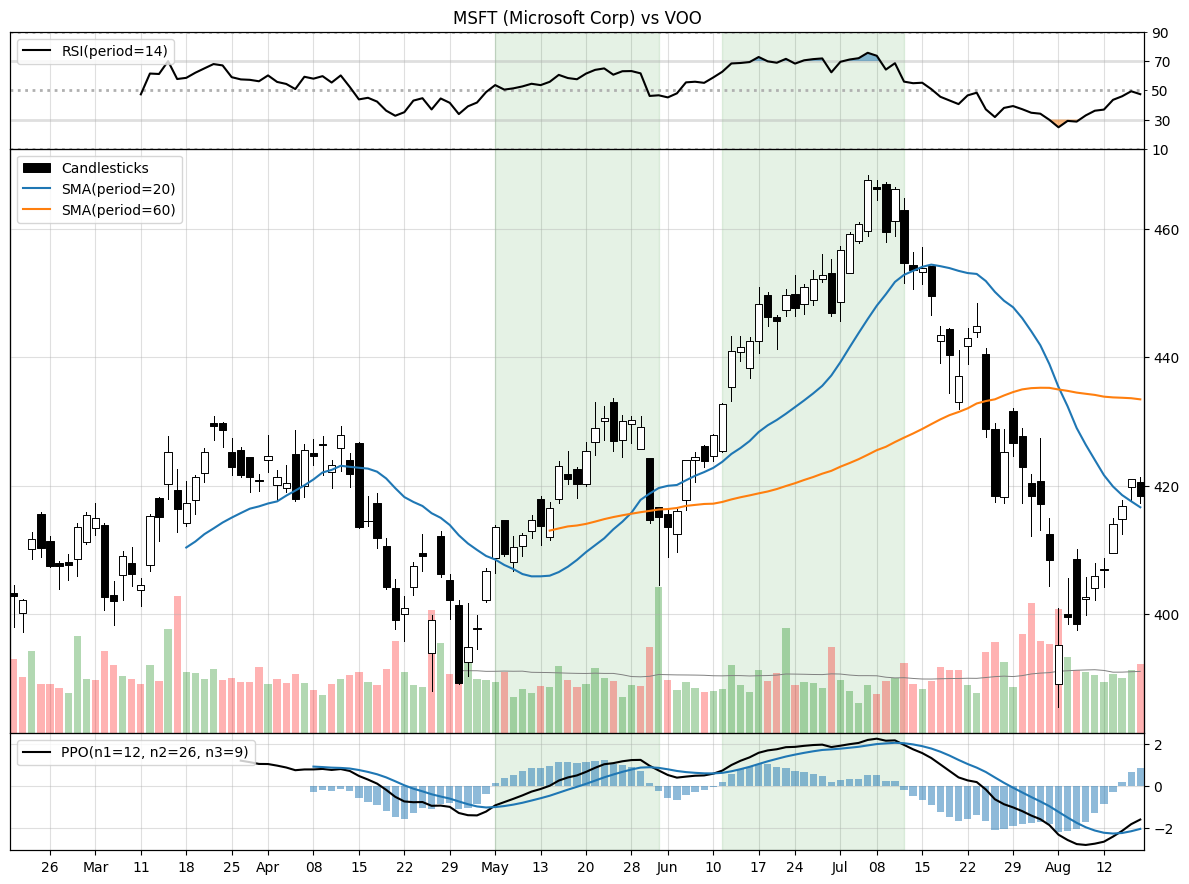 MSFT (Microsoft Corp) vs VOO
RSI(period=14)
90
70
50
30
10
Candlesticks
SMA(period=20)
SMA(period=60)
460
440
420
400
PPO(n1=12, n2=26, n3=9)
2
0
−2
26 Mar 11 18 25 Apr 08 15 22 29 May 13 20 28 Jun 10 17 24 Jul 08 15 22 29 Aug 12